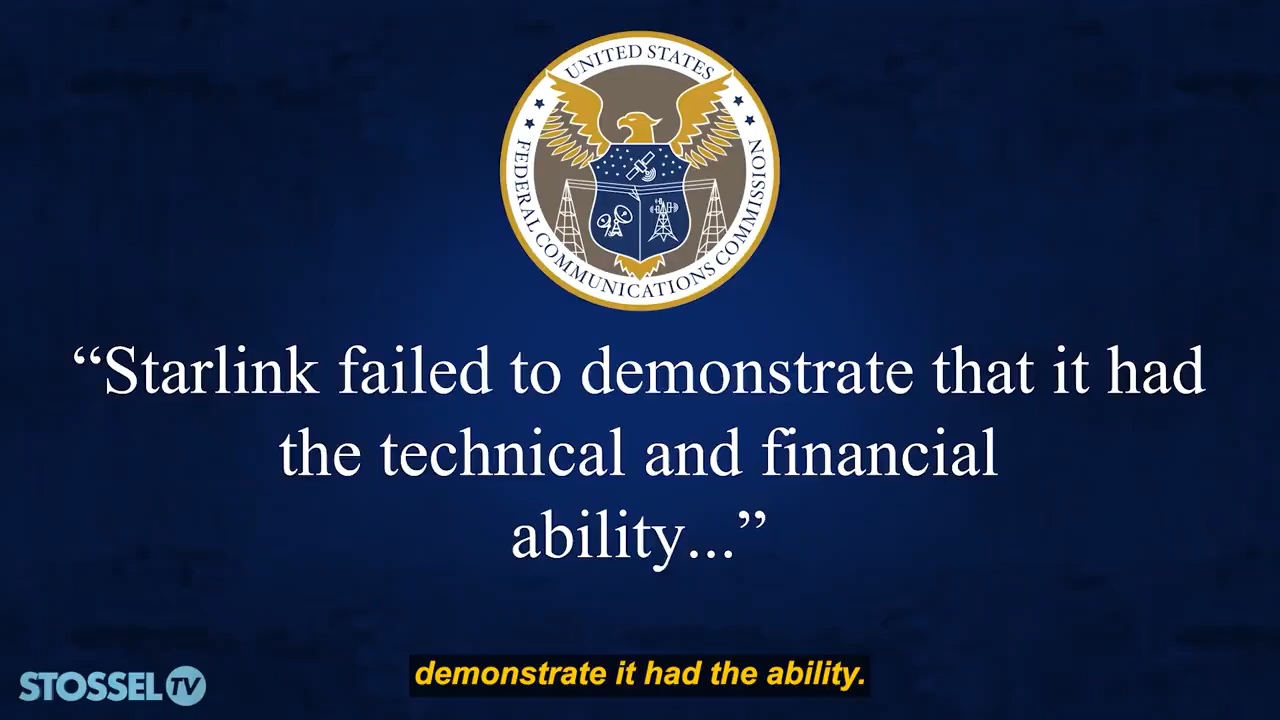 UNITED STATES
FEDERAL COMMUNICATIONS COMMISSION
“Starlink failed to demonstrate that it had
the technical and financial
ability...”
demonstrate it had the ability.
STOSSEL TV